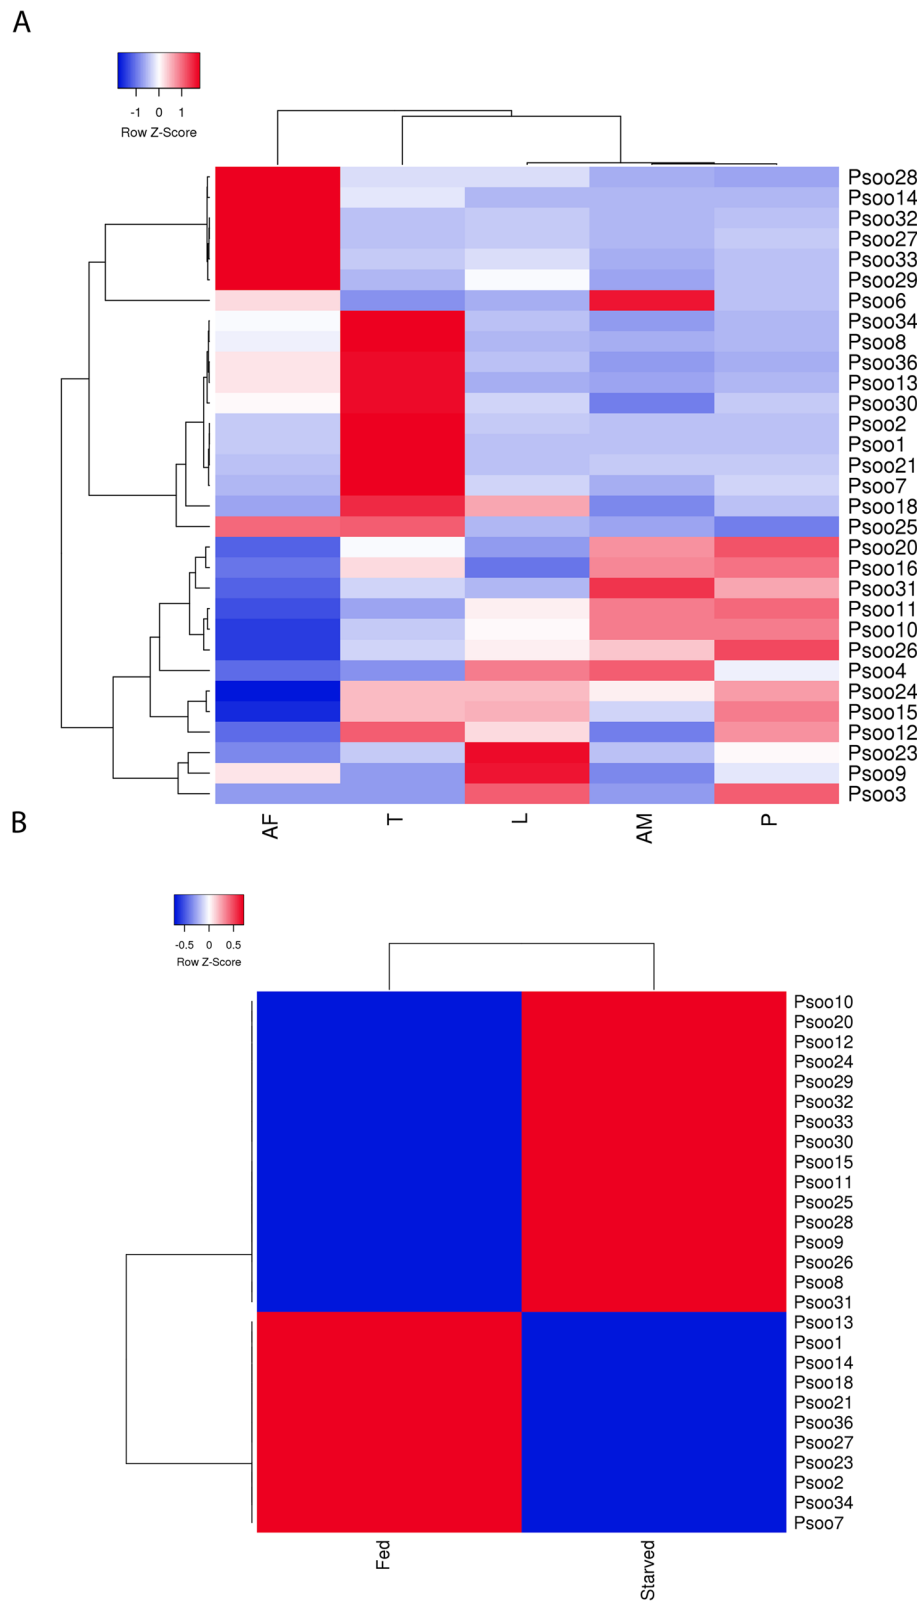 A
-1 0 1
Row Z-Score
Psoo28
Psoo14
Psoo32
Psoo27
Psoo33
Psoo29
Psoo6
Psoo34
Psoo8
Psoo36
Psoo13
Psoo30
Psoo2
Psoo1
Psoo21
Psoo7
Psoo18
Psoo25
Psoo20
Psoo16
Psoo31
Psoo11
Psoo10
Psoo26
Psoo4
Psoo24
Psoo15
Psoo12
Psoo23
Psoo9
Psoo3
AF T L AM P
B
-0.5 0 0.5
Row Z-Score
Psoo10
Psoo20
Psoo12
Psoo24
Psoo29
Psoo32
Psoo33
Psoo30
Psoo15
Psoo11
Psoo25
Psoo28
Psoo9
Psoo26
Psoo8
Psoo31
Psoo13
Psoo1
Psoo14
Psoo18
Psoo21
Psoo36
Psoo27
Psoo23
Psoo2
Psoo34
Psoo7
Fed Starved